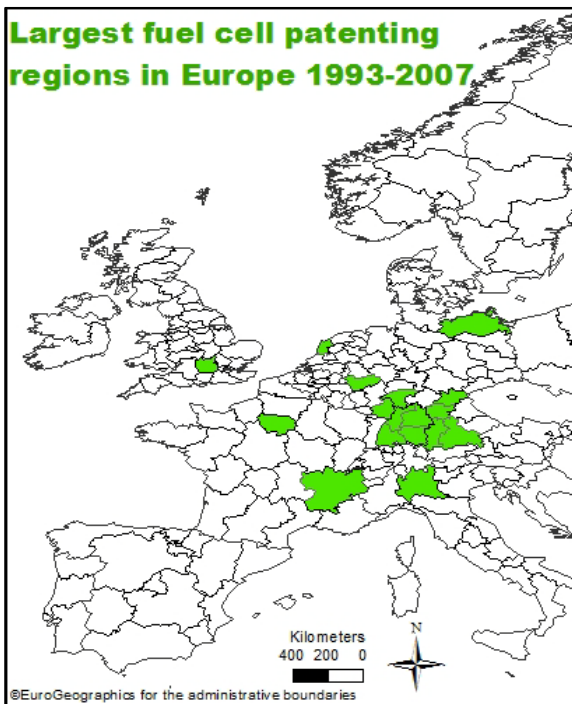 Largest fuel cell patenting
regions in Europe 1993-2007
N
Kilometers
400 200 0
©EuroGeographics for the administrative boundaries